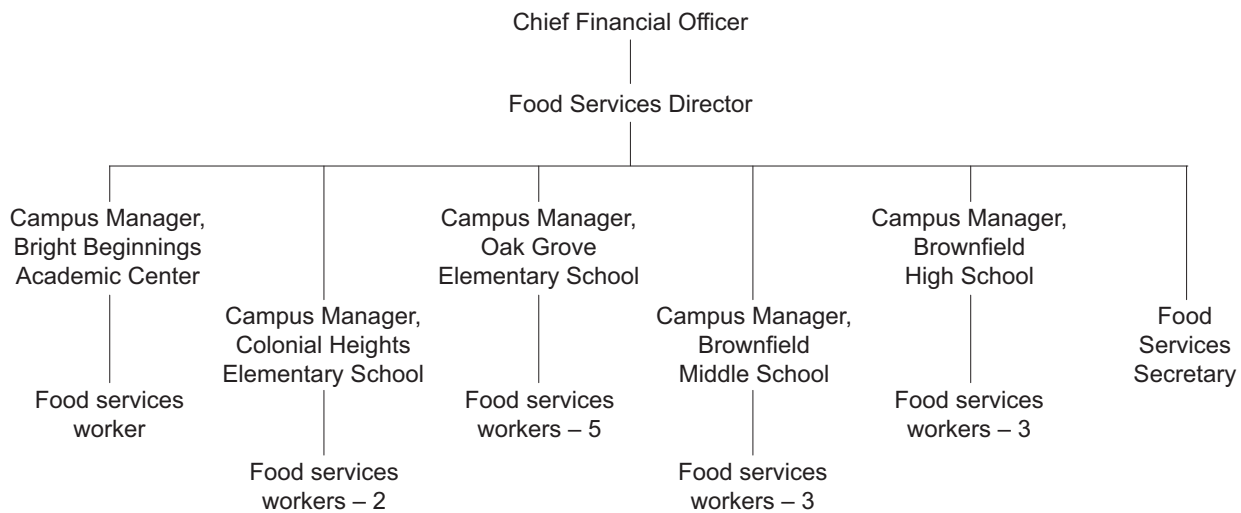 Chief Financial Officer
Food Services Director
Campus Manager,
Bright Beginnings
Academic Center
Food services
worker
Campus Manager,
Colonial Heights
Elementary School
Food services
workers – 2
Campus Manager,
Oak Grove
Elementary School
Food services
workers – 5
Campus Manager,
Brownfield
Middle School
Food services
workers – 3
Campus Manager,
Brownfield
High School
Food services
workers – 3
Food
Services
Secretary